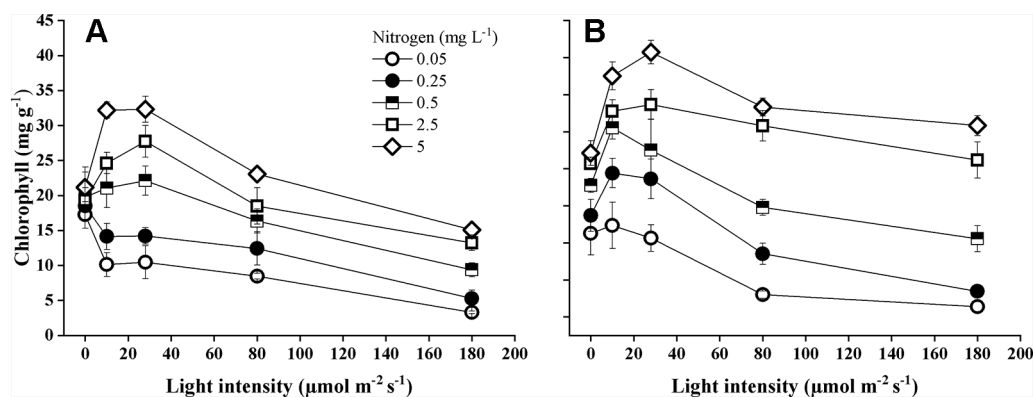 A
B
Nitrogen (mg L-1)
0.05
0.25
0.5
2.5
5
Chlorophyll (mg g-1)
45
40
35
30
25
20
15
10
5
0
0 20 40 60 80 100 120 140 160 180 200
0 20 40 60 80 100 120 140 160 180 200
Light intensity (μmol m-2 s-1)
Light intensity (μmol m-2 s-1)